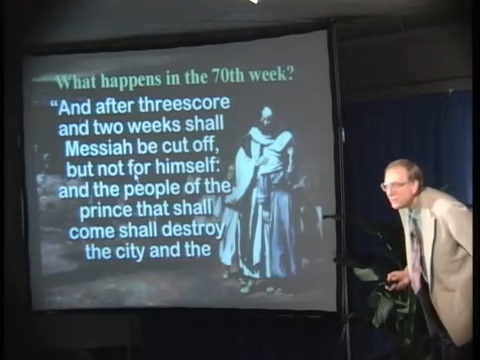 What happens in the 70th week?
“And after threescore
and two weeks shall
Messiah be cut off,
but not for himself:
and the people of the
prince that shall
come shall destroy
the city and the